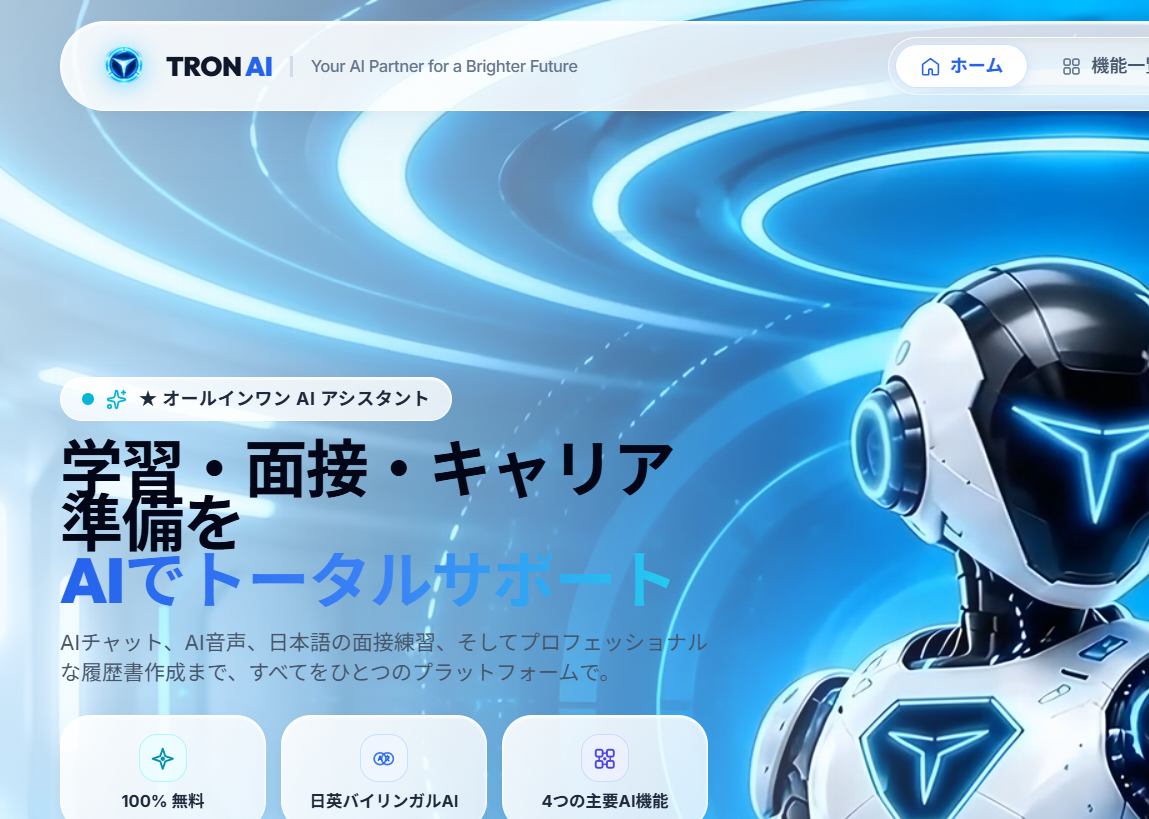 TRON AI
Your AI Partner for a Brighter Future
ホーム
機能一覧
★ オールインワン AI アシスタント
学習・面接・キャリア
準備を
AIでトータルサポート
AIチャット、AI音声、日本語の面接練習、そしてプロフェッショナル
な履歴書作成まで、すべてをひとつのプラットフォームで。
100% 無料
日英バイリンガルAI
4つの主要AI機能